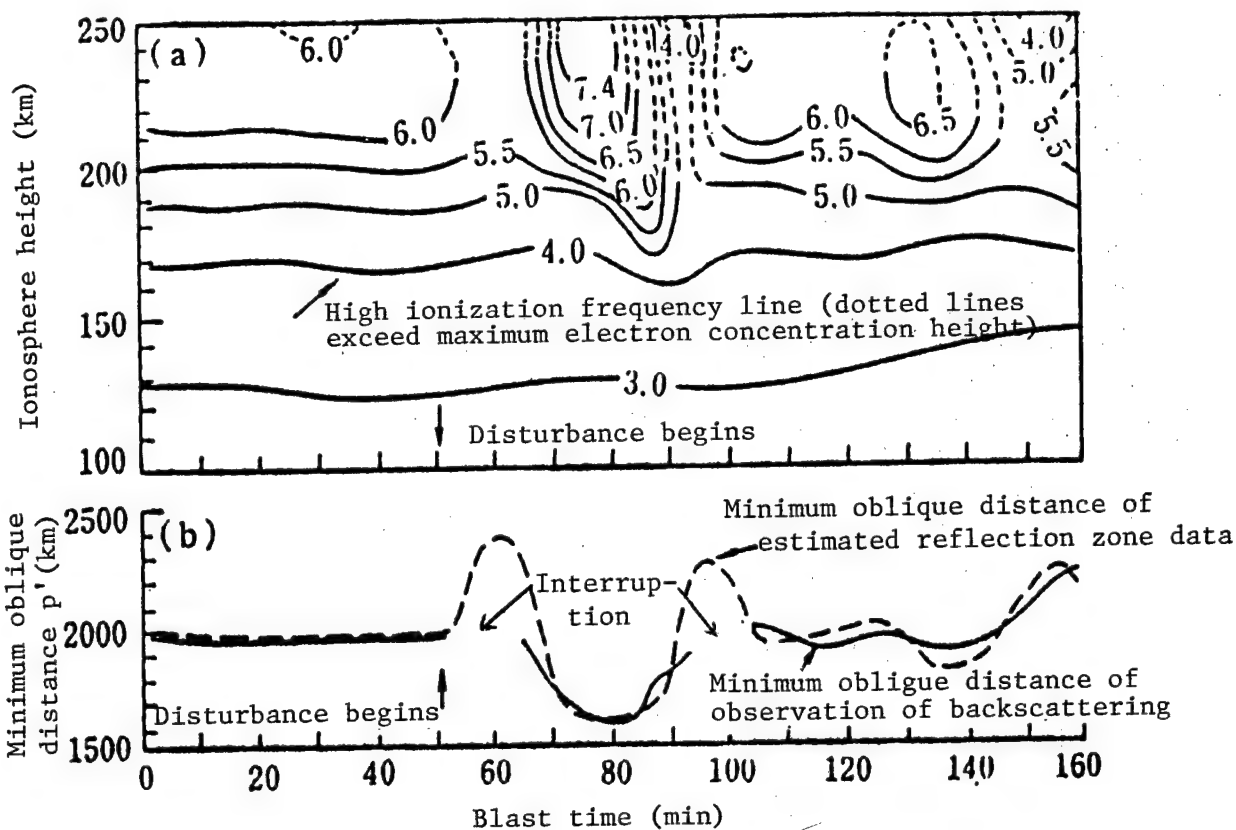 250
(a)
6.0
4.0
4.0
5.0
7.4
6.0
7.0
6.0
6.5
5.5
5.5
6.5
5.5
200
6.0
5.0
5.0
4.0
High ionization frequency line (dotted lines
exceed maximum electron concentration height)
150
3.0
Disturbance begins
100
Ionosphere height (km)
2500
(b)
Minimum oblique distance of
estimated reflection zone data
Interrup-
tion
2000
Minimum obligue distance of
observation of backscattering
Disturbance begins
1500
Minimum oblique
distance p'(km)
0
20
40
60
80
100
120
140
160
Blast time (min)